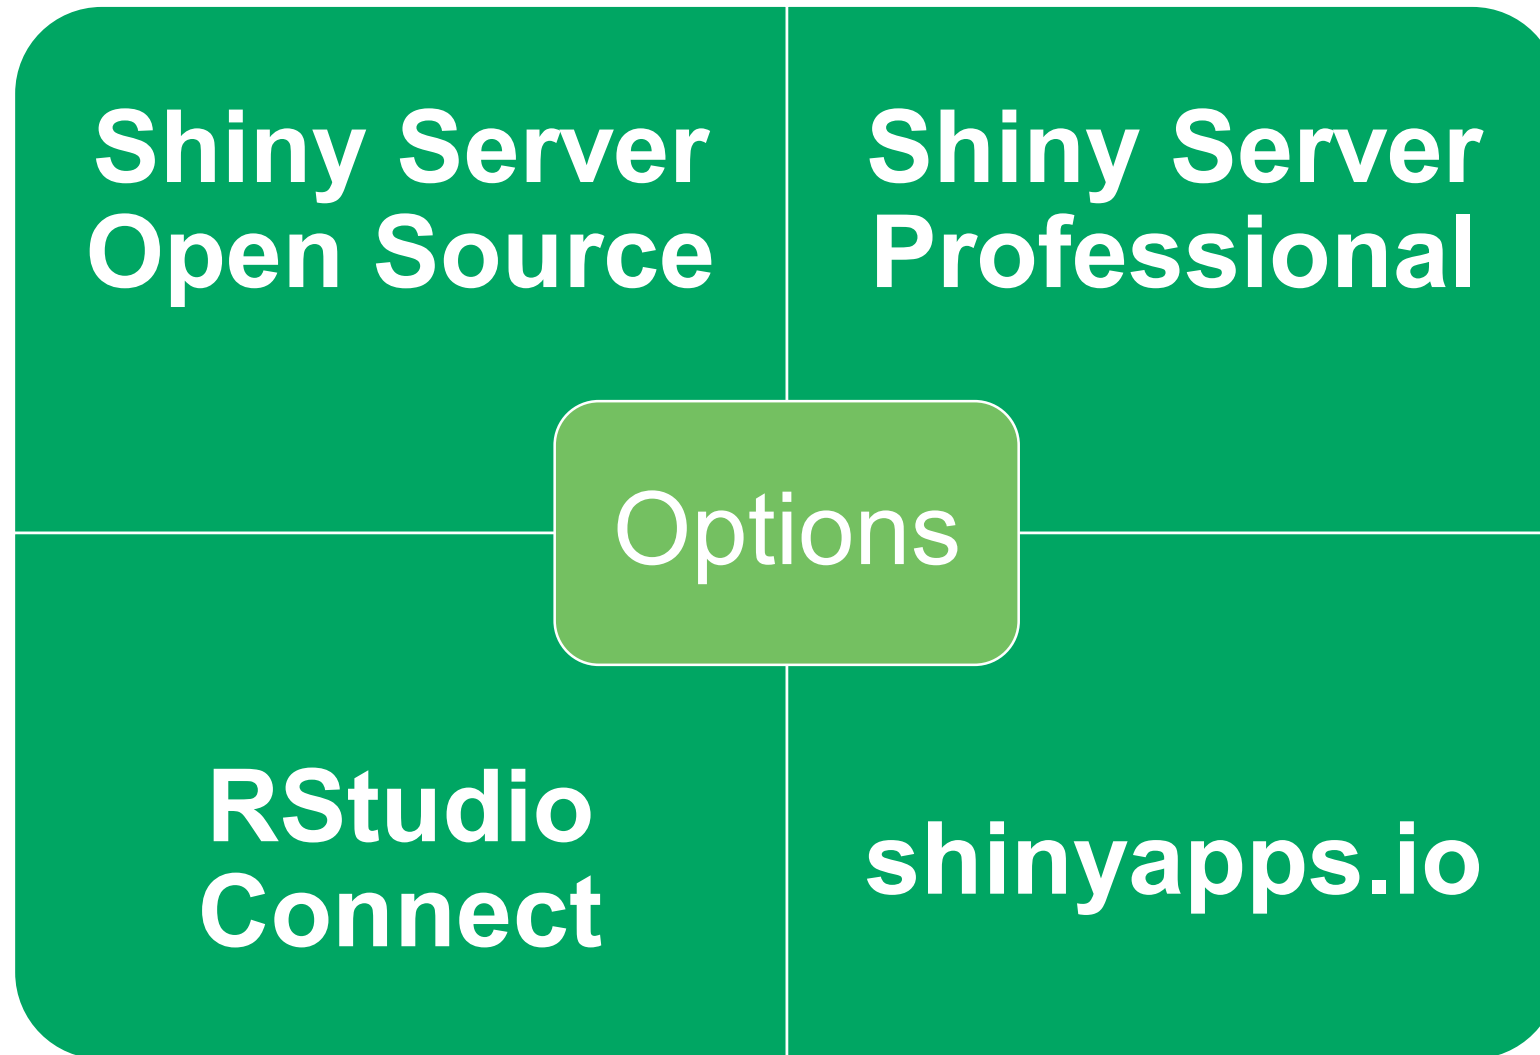 Shiny Server
Open Source
Shiny Server
Professional
Options
RStudio
Connect
shinyapps.io